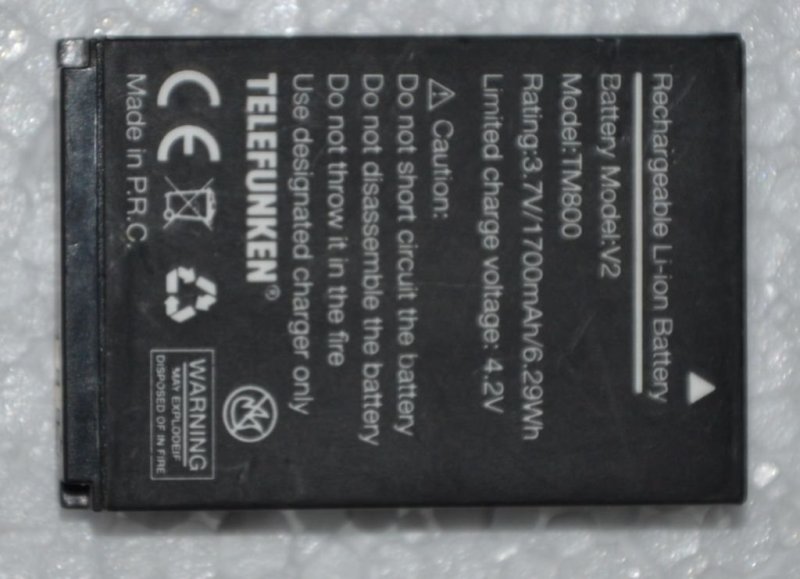 Rechargeable Li-ion Battery
Battery Model:V2
Model:TM800
Rating:3.7V/1700mAh/6.29Wh
Limited charge voltage: 4.2V
Caution:
Do not short circuit the battery
Do not disassemble the battery
Do not throw it in the fire
Use designated charger only
TELEFUNKEN®
CE
WARNING
MAY EXPLODEIF
DISPOSED OF IN FIRE
Made in P.R.C.